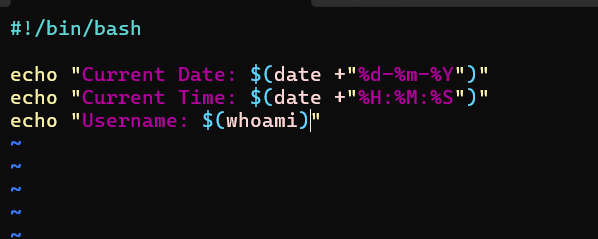 #!/bin/bash
echo "Current Date: $(date +"%d-%m-%Y")"
echo "Current Time: $(date +"%H:%M:%S")"
echo "Username: $(whoami)"
~
~
~
~
~